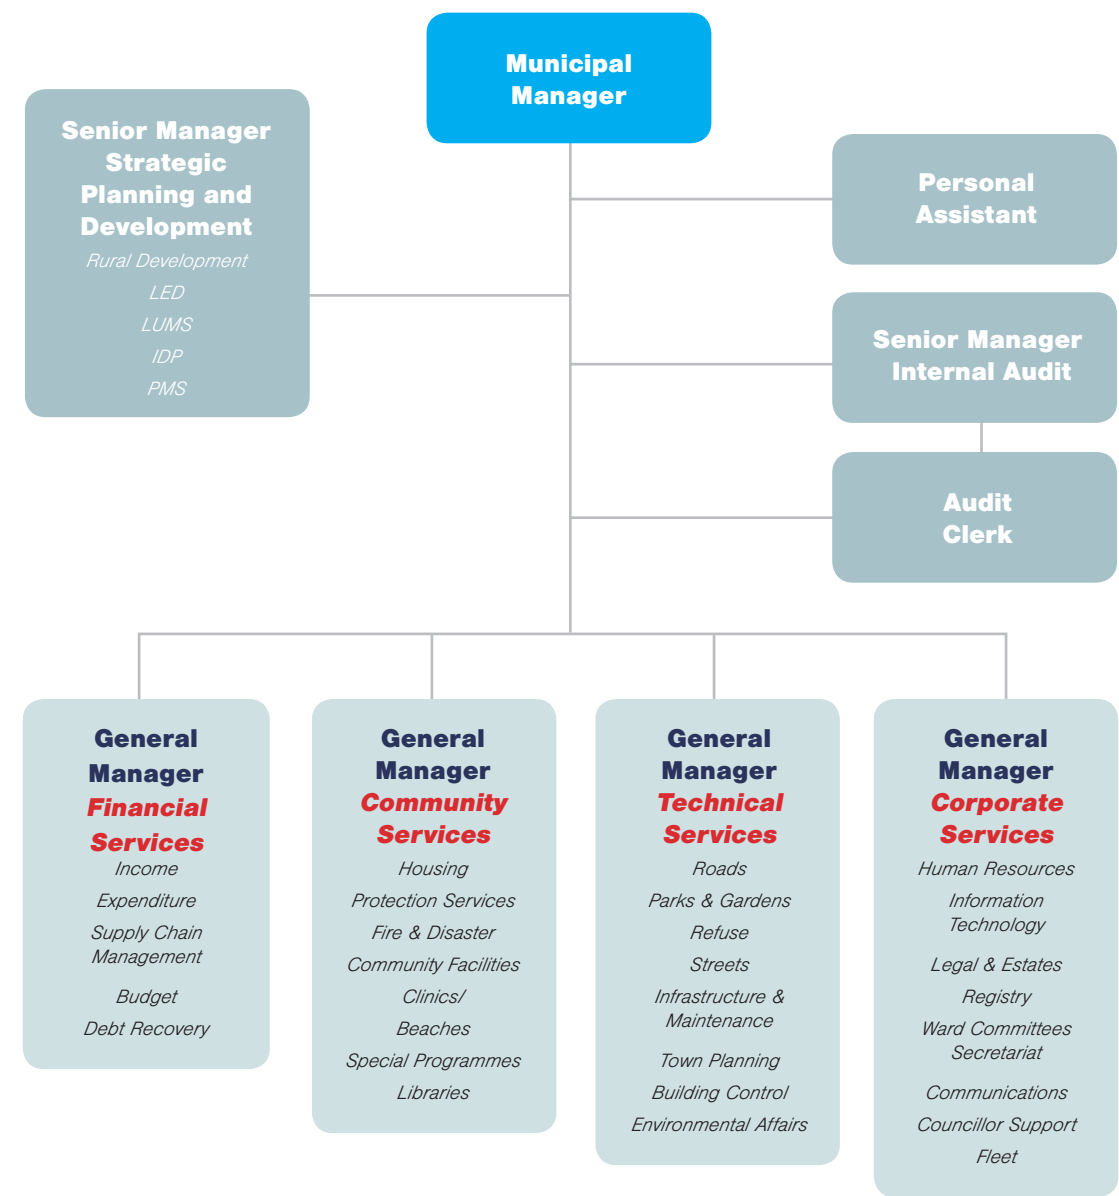 Municipal
Manager
Senior Manager
Strategic
Planning and
Development
Rural Development
LED
LUMS
IDP
PMS
Personal
Assistant
Senior Manager
Internal Audit
Audit
Clerk
General
Manager
Financial
Services
Income
Expenditure
Supply Chain
Management
Budget
Debt Recovery
General
Manager
Community
Services
Housing
Protection Services
Fire & Disaster
Community Facilities
Clinics/
Beaches
Special Programmes
Libraries
General
Manager
Technical
Services
Roads
Parks & Gardens
Refuse
Streets
Infrastructure &
Maintenance
Town Planning
Building Control
Environmental Affairs
General
Manager
Corporate
Services
Human Resources
Information
Technology
Legal & Estates
Registry
Ward Committees
Secretariat
Communications
Councillor Support
Fleet